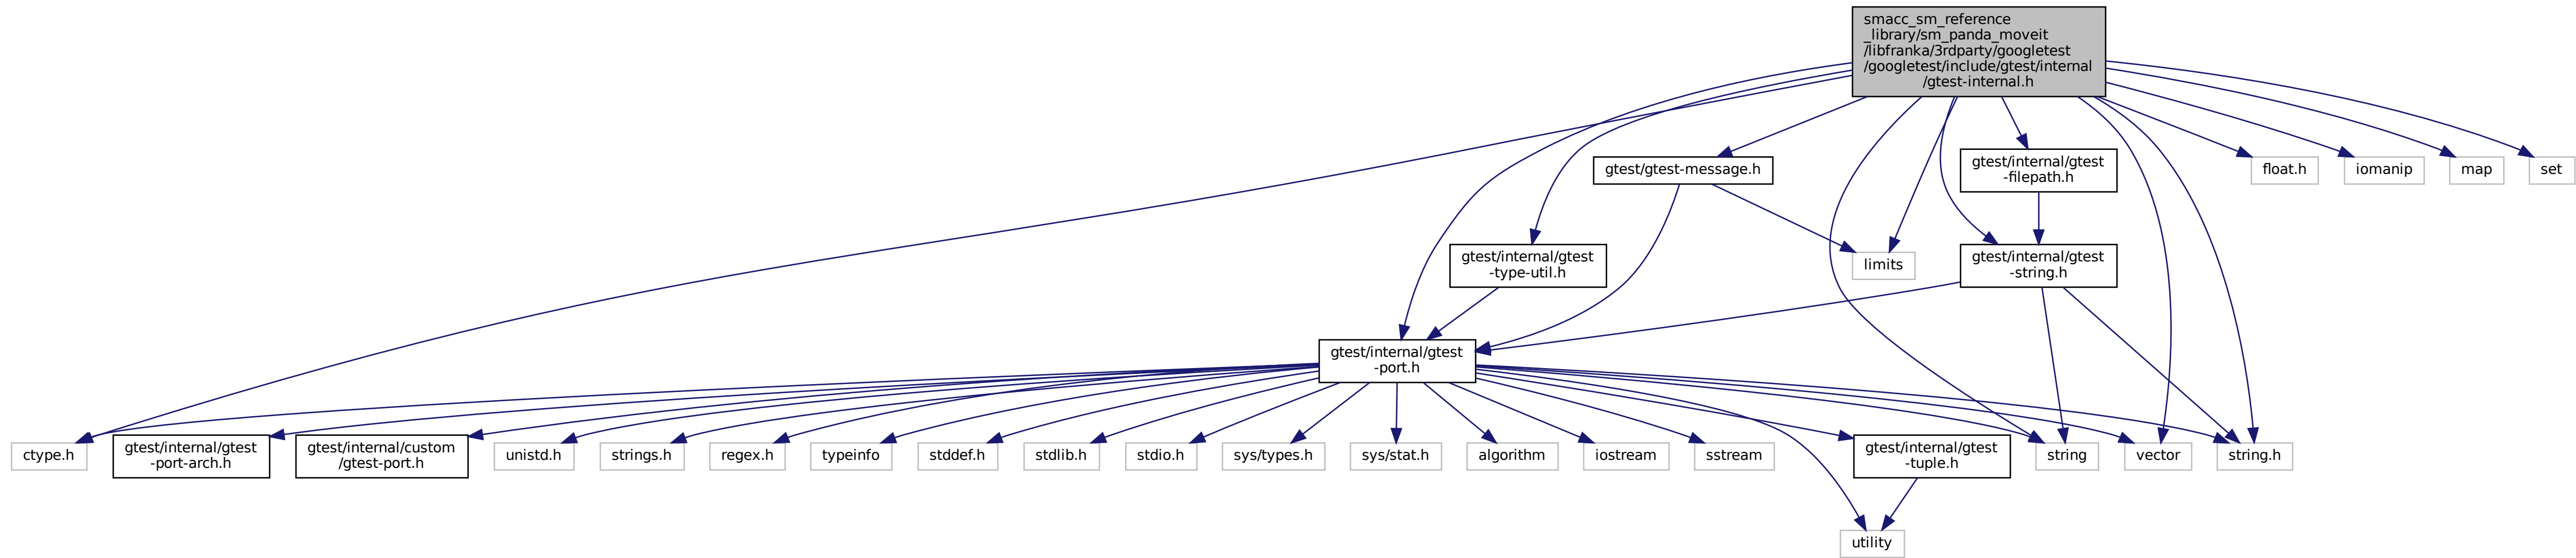 smacc_sm_reference
_library/sm_panda_moveit
/libfranka/3rdparty/googletest
/googletest/include/gtest/internal
/gtest-internal.h
gtest/gtest-message.h
gtest/internal/gtest
-filepath.h
float.h
iomanip
map
set
gtest/internal/gtest
-type-util.h
limits
gtest/internal/gtest
-string.h
gtest/internal/gtest
-port.h
ctype.h
gtest/internal/gtest
-port-arch.h
gtest/internal/custom
/gtest-port.h
unistd.h
strings.h
regex.h
typeinfo
stddef.h
stdlib.h
stdio.h
sys/types.h
sys/stat.h
algorithm
iostream
sstream
gtest/internal/gtest
-tuple.h
string
vector
string.h
utility